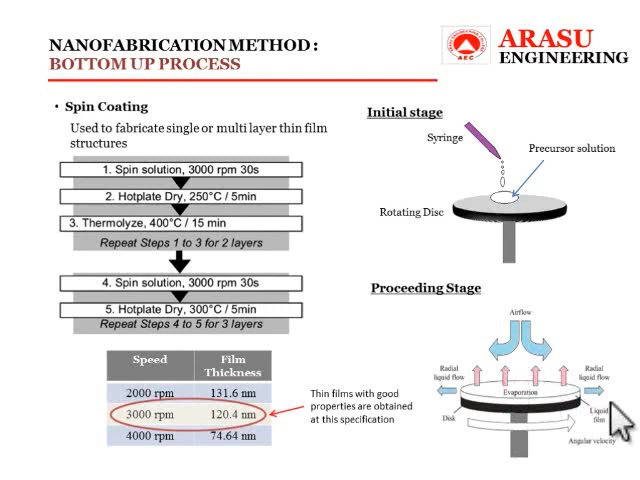 NANOFABRICATION METHOD :
BOTTOM UP PROCESS
AEC
ARASU
ENGINEERING
• Spin Coating
Used to fabricate single or multi layer thin film
structures
1. Spin solution, 3000 rpm 30s
2. Hotplate Dry, 250°C / 5min
3. Thermolyze, 400°C / 15 min
Repeat Steps 1 to 3 for 2 layers
4. Spin solution, 3000 rpm 30s
5. Hotplate Dry, 300°C / 5min
Repeat Steps 4 to 5 for 3 layers
Speed Film
Thickness
2000 rpm 131.6 nm
3000 rpm 120.4 nm
4000 rpm 74.64 nm
Thin films with good
properties are obtained
at this specification
Initial stage
Syringe
Precursor solution
Rotating Disc
Proceeding Stage
Airflow
Radial
liquid flow
Radial
liquid flow
Evaporation
Disk
Liquid
film
Angular velocity